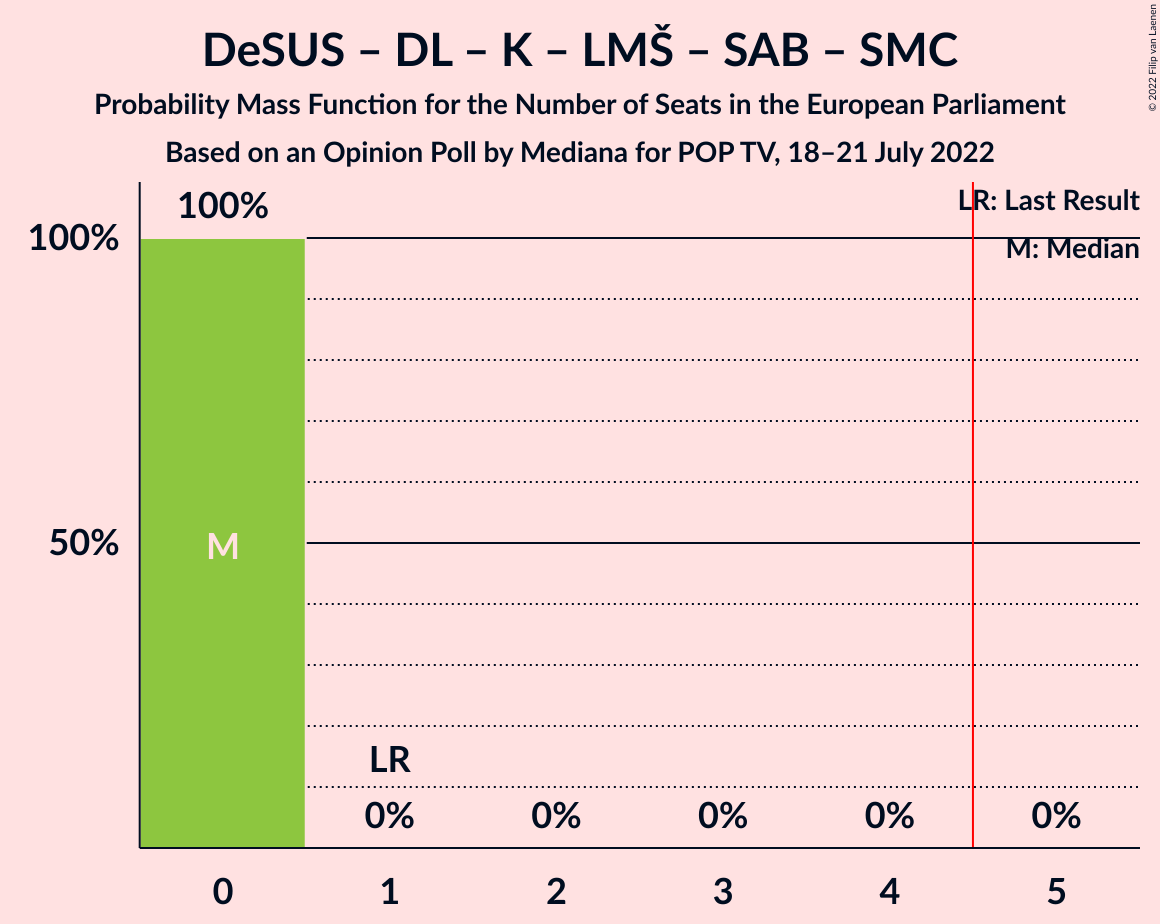 DeSUS – DL – K – LMŠ – SAB – SMC
Probability Mass Function for the Number of Seats in the European Parliament
Based on an Opinion Poll by Mediana for POP TV, 18–21 July 2022
© 2022 Filip van Laenen
LR: Last Result
M: Median
100%
100%
50%
M
LR
0%
0%
0%
0%
0%
0
1
2
3
4
5